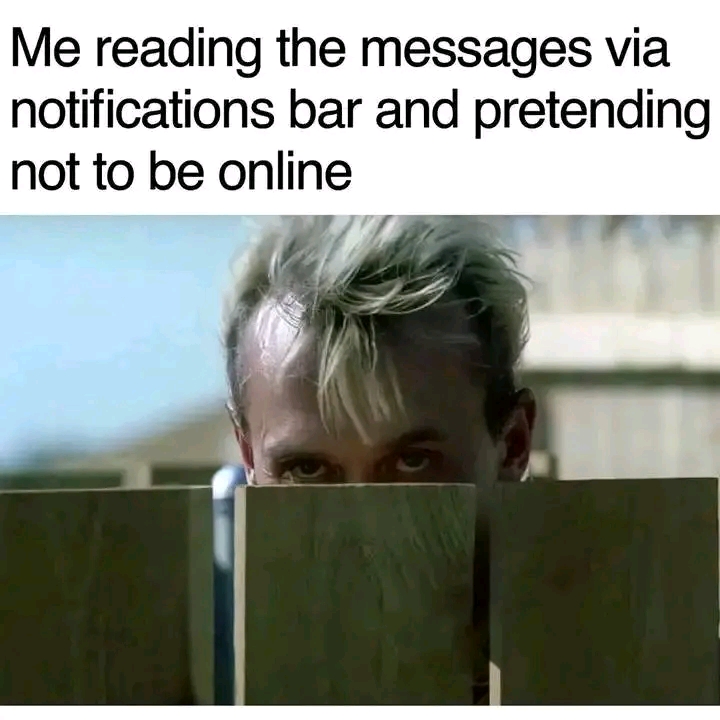 Me reading the messages via
notifications bar and pretending
not to be online